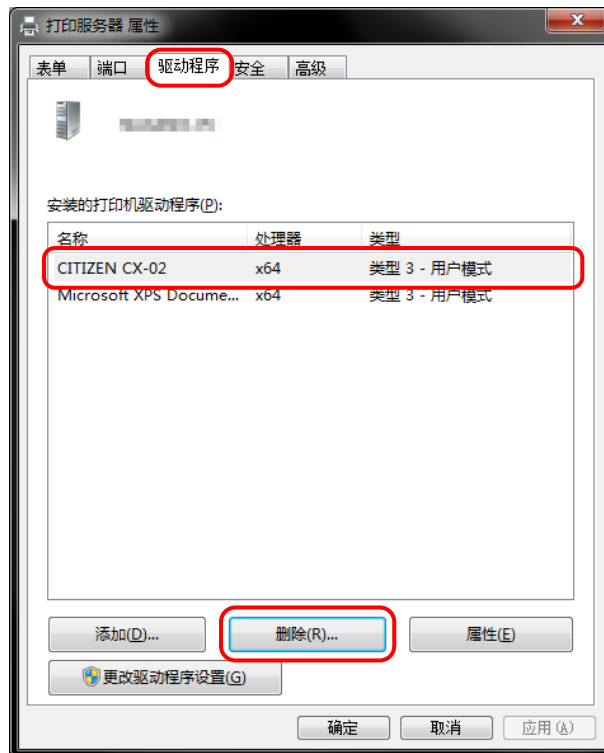 打印服务器 属性
表单 端口 驱动程序 安全 高级
安装的打印机驱动程序(P):
名称 处理器 类型
CITIZEN CX-02 x64 类型 3 - 用户模式
Microsoft XPS Docume... x64 类型 3 - 用户模式
添加(D)... 删除(R)... 属性(E)
更改驱动程序设置(G)
确定 取消 应用(A)